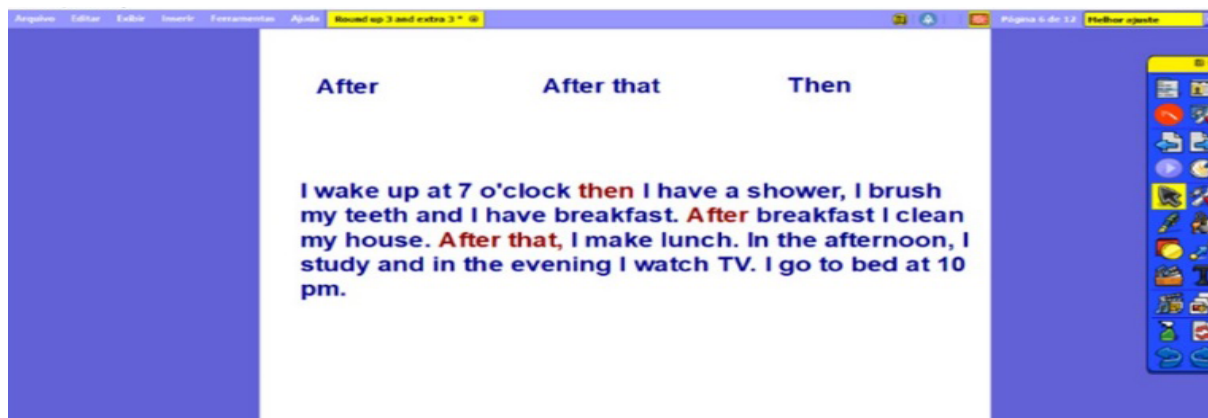 Arquivo Editar Exibir Inserir Ferramentas Ajuda Round up 3 and extra 3 * Página 6 de 12 Melhor ajuste
After After that Then
I wake up at 7 o'clock then I have a shower, I brush
my teeth and I have breakfast. After breakfast I clean
my house. After that, I make lunch. In the afternoon, I
study and in the evening I watch TV. I go to bed at 10
pm.